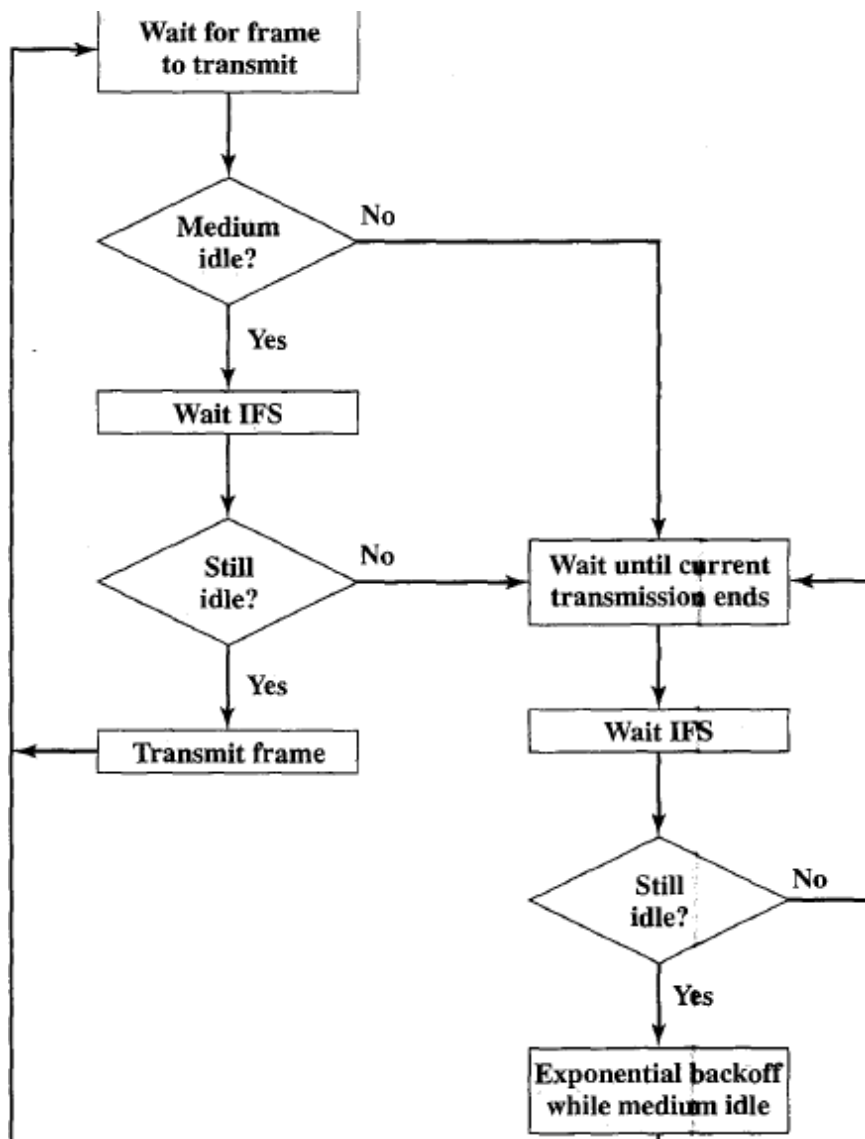 Wait for frame
to transmit
Medium
idle?
No
Yes
Wait IFS
Still
idle?
No
Yes
Transmit frame
Wait until current
transmission ends
Wait IFS
Still
idle?
No
Yes
Exponential backoff
while medium idle